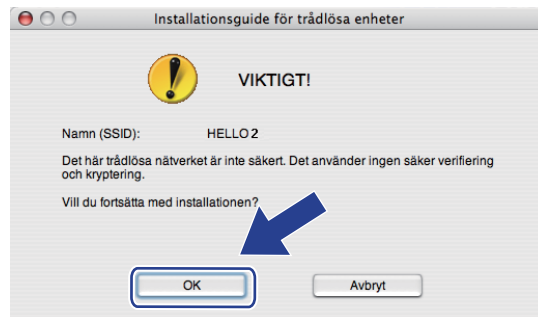 Installationsguide för trådlösa enheter
VIKTIGT!
Namn (SSID): HELLO 2
Det här trådlösa nätverket är inte säkert. Det använder ingen säker verifiering
och kryptering.
Vill du fortsätta med installationen?
OK Avbryt